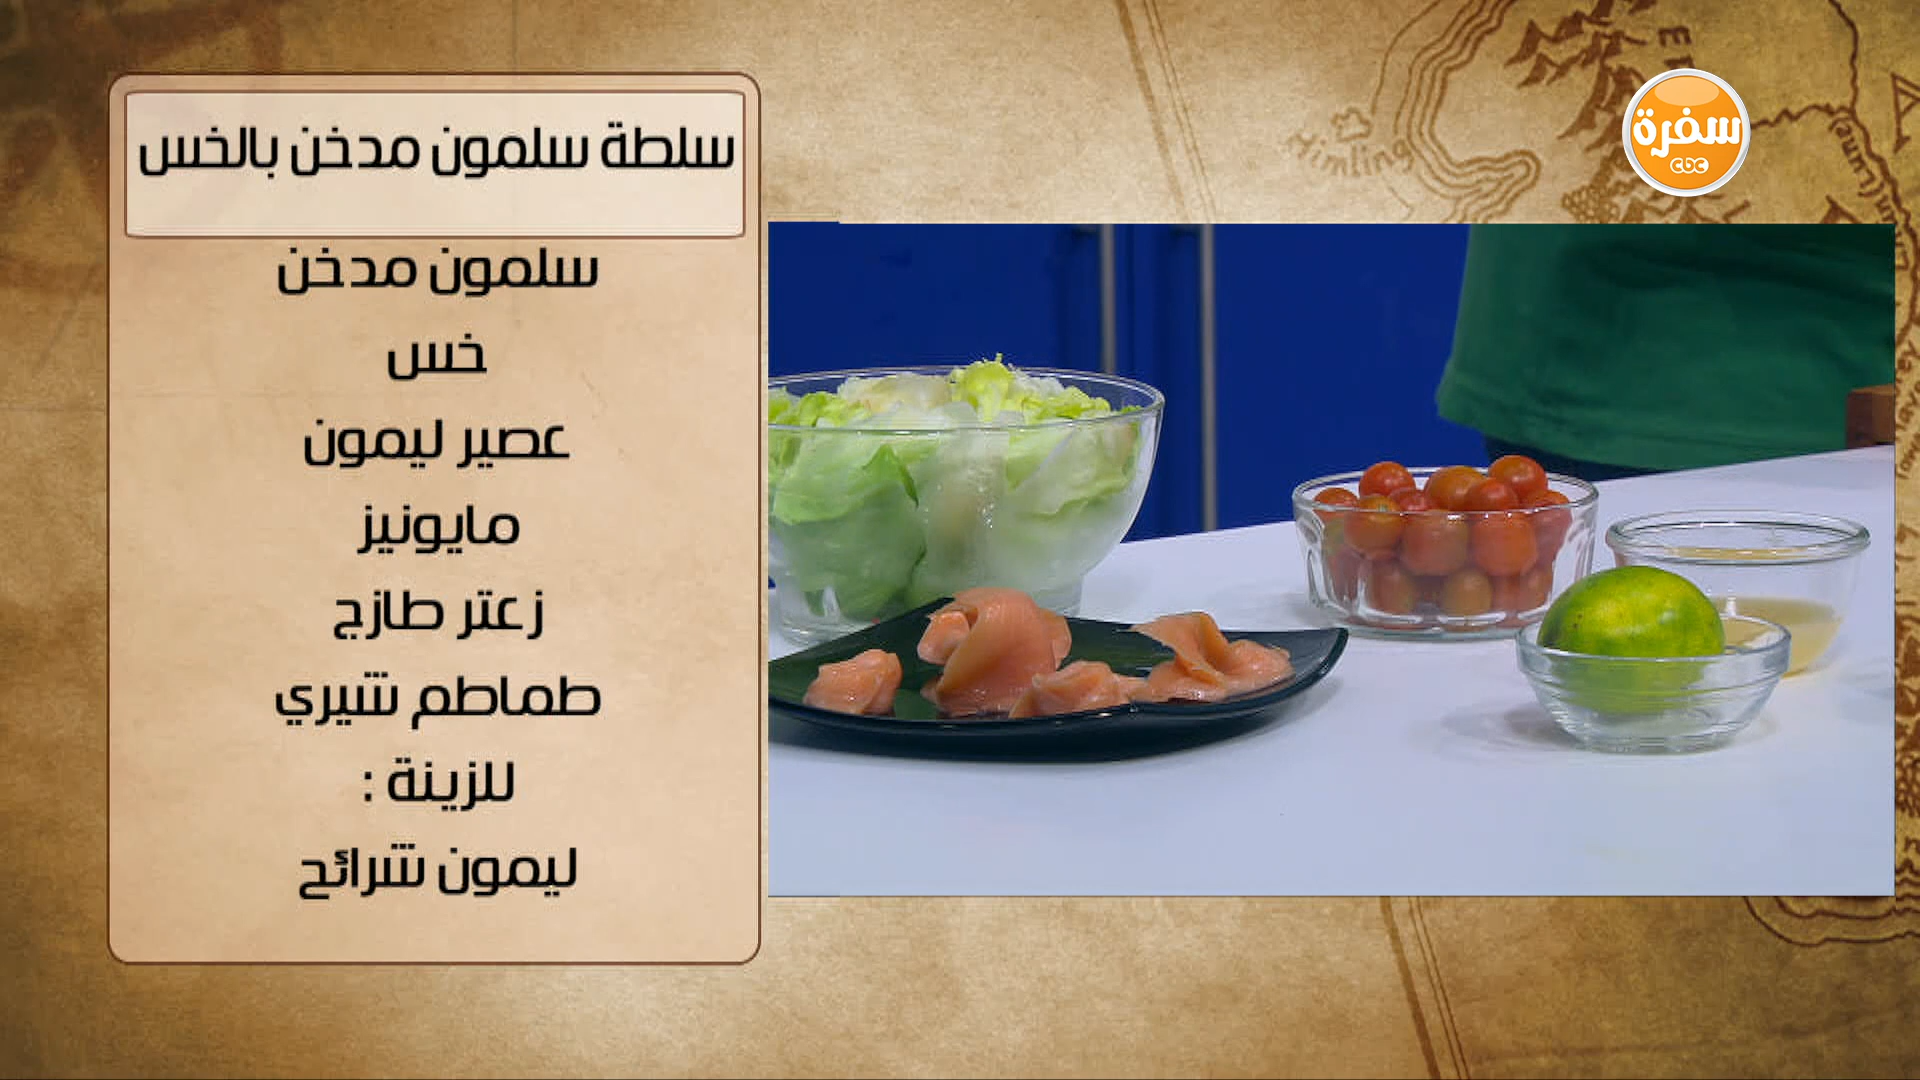 سلطة سلمون مدخن بالخس
سلمون مدخن
خس
عصير ليمون
مايونيز
زعتر طازج
طماطم شيري
للزينة :
ليمون شرائح
سفرة
cbc